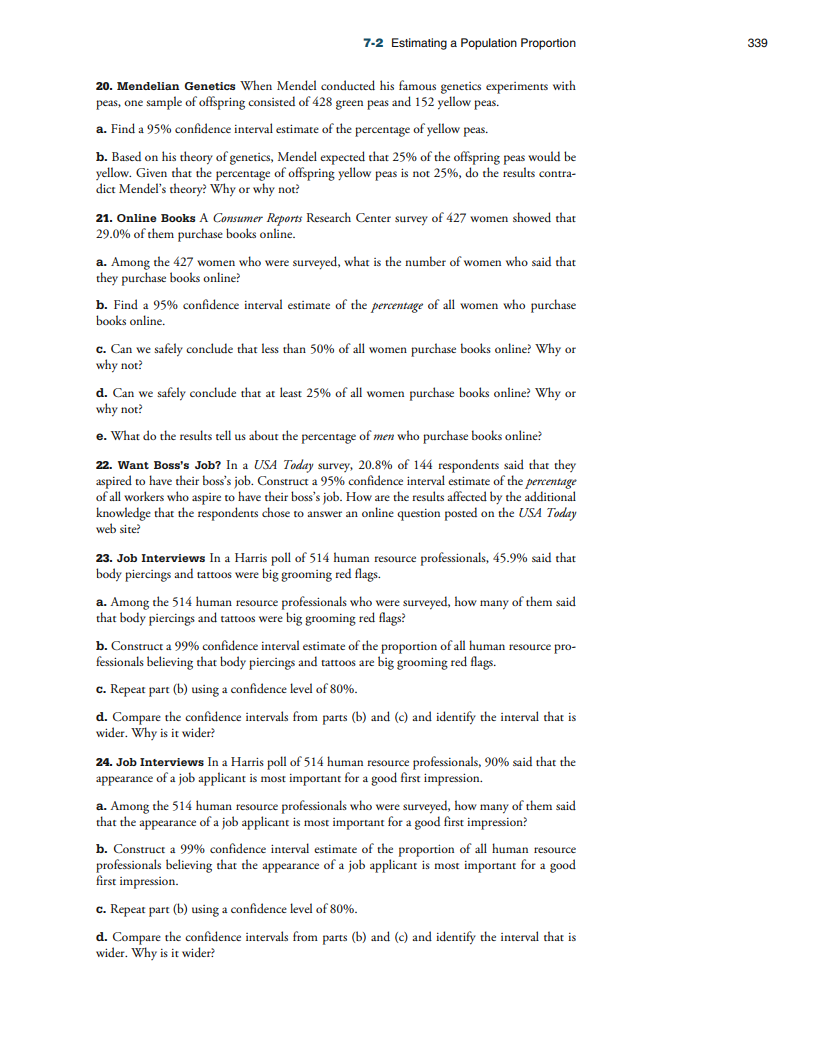 7-2 Estimating a Population Proportion 339
20. Mendelian Genetics When Mendel conducted his famous genetics experiments with
peas, one sample of offspring consisted of 428 green peas and 152 yellow peas.
a. Find a 95% confidence interval estimate of the percentage of yellow peas.
b. Based on his theory of genetics, Mendel expected that 25% of the offspring peas would be
yellow. Given that the percentage of offspring yellow peas is not 25%, do the results contra-
dict Mendel's theory? Why or why not?
21. Online Books A Consumer Reports Research Center survey of 427 women showed that
29.0% of them purchase books online.
a. Among the 427 women who were surveyed, what is the number of women who said that
they purchase books online?
b. Find a 95% confidence interval estimate of the percentage of all women who purchase
books online.
c. Can we safely conclude that less than 50% of all women purchase books online? Why or
why not?
d. Can we safely conclude that at least 25% of all women purchase books online? Why or
why not?
e. What do the results tell us about the percentage of men who purchase books online?
22. Want Boss's Job? In a USA Today survey, 20.8% of 144 respondents said that they
aspired to have their boss's job. Construct a 95% confidence interval estimate of the percentage
of all workers who aspire to have their boss's job. How are the results affected by the additional
knowledge that the respondents chose to answer an online question posted on the USA Today
web site?
23. Job Interviews In a Harris poll of 514 human resource professionals, 45.9% said that
body piercings and tattoos were big grooming red flags.
a. Among the 514 human resource professionals who were surveyed, how many of them said
that body piercings and tattoos were big grooming red flags?
b. Construct a 99% confidence interval estimate of the proportion of all human resource pro-
fessionals believing that body piercings and tattoos are big grooming red flags.
c. Repeat part (b) using a confidence level of 80%.
d. Compare the confidence intervals from parts (b) and (c) and identify the interval that is
wider. Why is it wider?
24. Job Interviews In a Harris poll of 514 human resource professionals, 90% said that the
appearance of a job applicant is most important for a good first impression.
a. Among the 514 human resource professionals who were surveyed, how many of them said
that the appearance of a job applicant is most important for a good first impression?
b. Construct a 99% confidence interval estimate of the proportion of all human resource
professionals believing that the appearance of a job applicant is most important for a good
first impression.
c. Repeat part (b) using a confidence level of 80%.
d. Compare the confidence intervals from parts (b) and (c) and identify the interval that is
wider. Why is it wider?